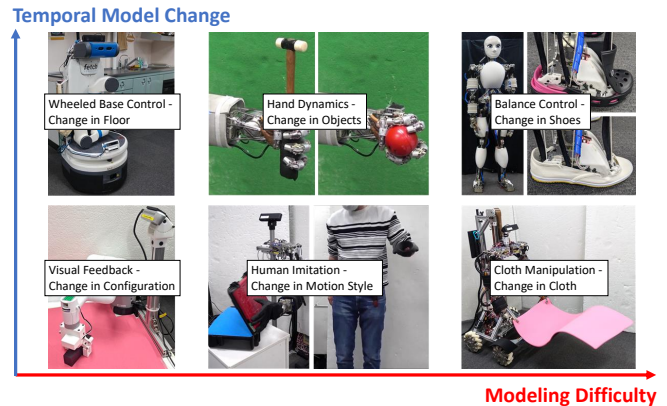 Temporal Model Change
fetch
Wheeled Base Control -
Change in Floor
Hand Dynamics -
Change in Objects
Balance Control -
Change in Shoes
Visual Feedback -
Change in Configuration
Human Imitation -
Change in Motion Style
Cloth Manipulation -
Change in Cloth
Modeling Difficulty